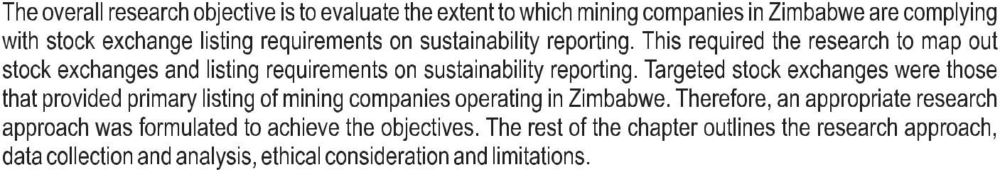 The overall research objective is to evaluate the extent to which mining companies in Zimbabwe are complying
with stock exchange listing requirements on sustainability reporting. This required the research to map out
stock exchanges and listing requirements on sustainability reporting. Targeted stock exchanges were those
that provided primary listing of mining companies operating in Zimbabwe. Therefore, an appropriate research
approach was formulated to achieve the objectives. The rest of the chapter outlines the research approach,
data collection and analysis, ethical consideration and limitations.